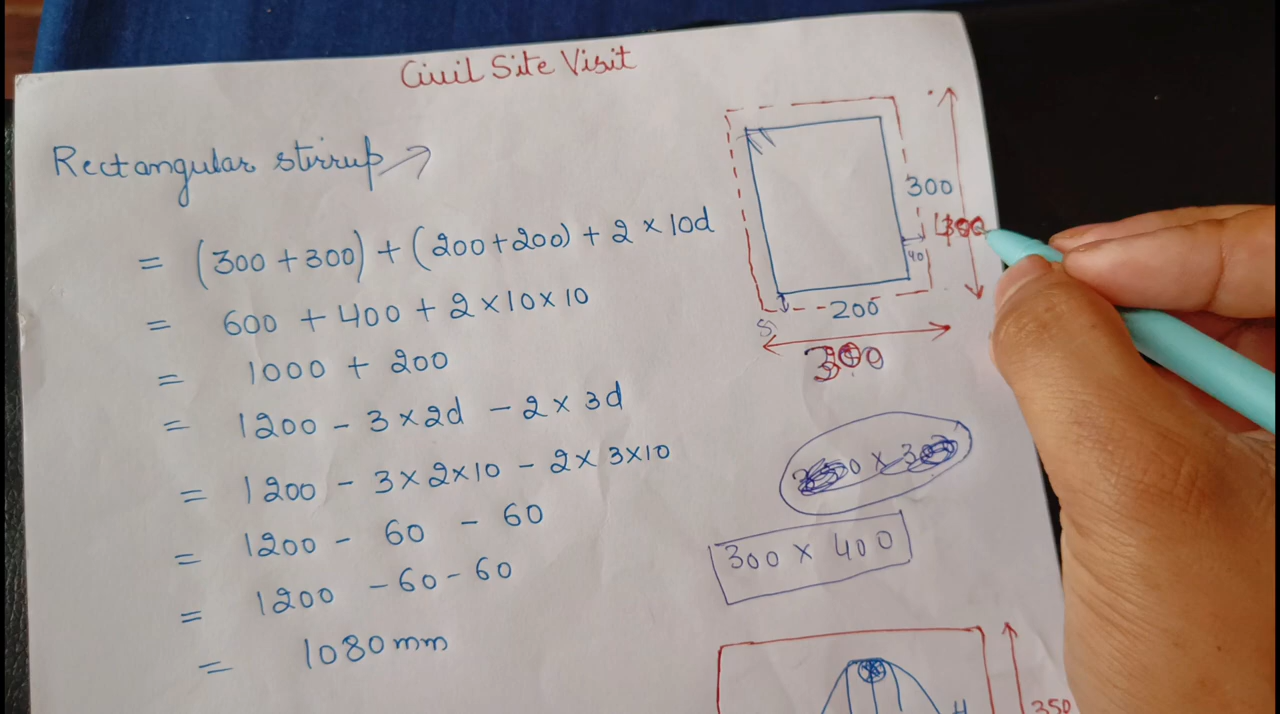 Civil Site Visit
Rectangular stirrup
= (300 + 300) + (200+200) + 2 × 10d
= 600 + 400 + 2 × 10 × 10
= 1000 + 200
= 1200 - 3 × 2d - 2 × 3d
= 1200 - 3 × 2 × 10 - 2 × 3 × 10
= 1200 - 60 - 60
= 1200 - 60 - 60
= 1080 mm
300
40
200
300 × 400
H
350